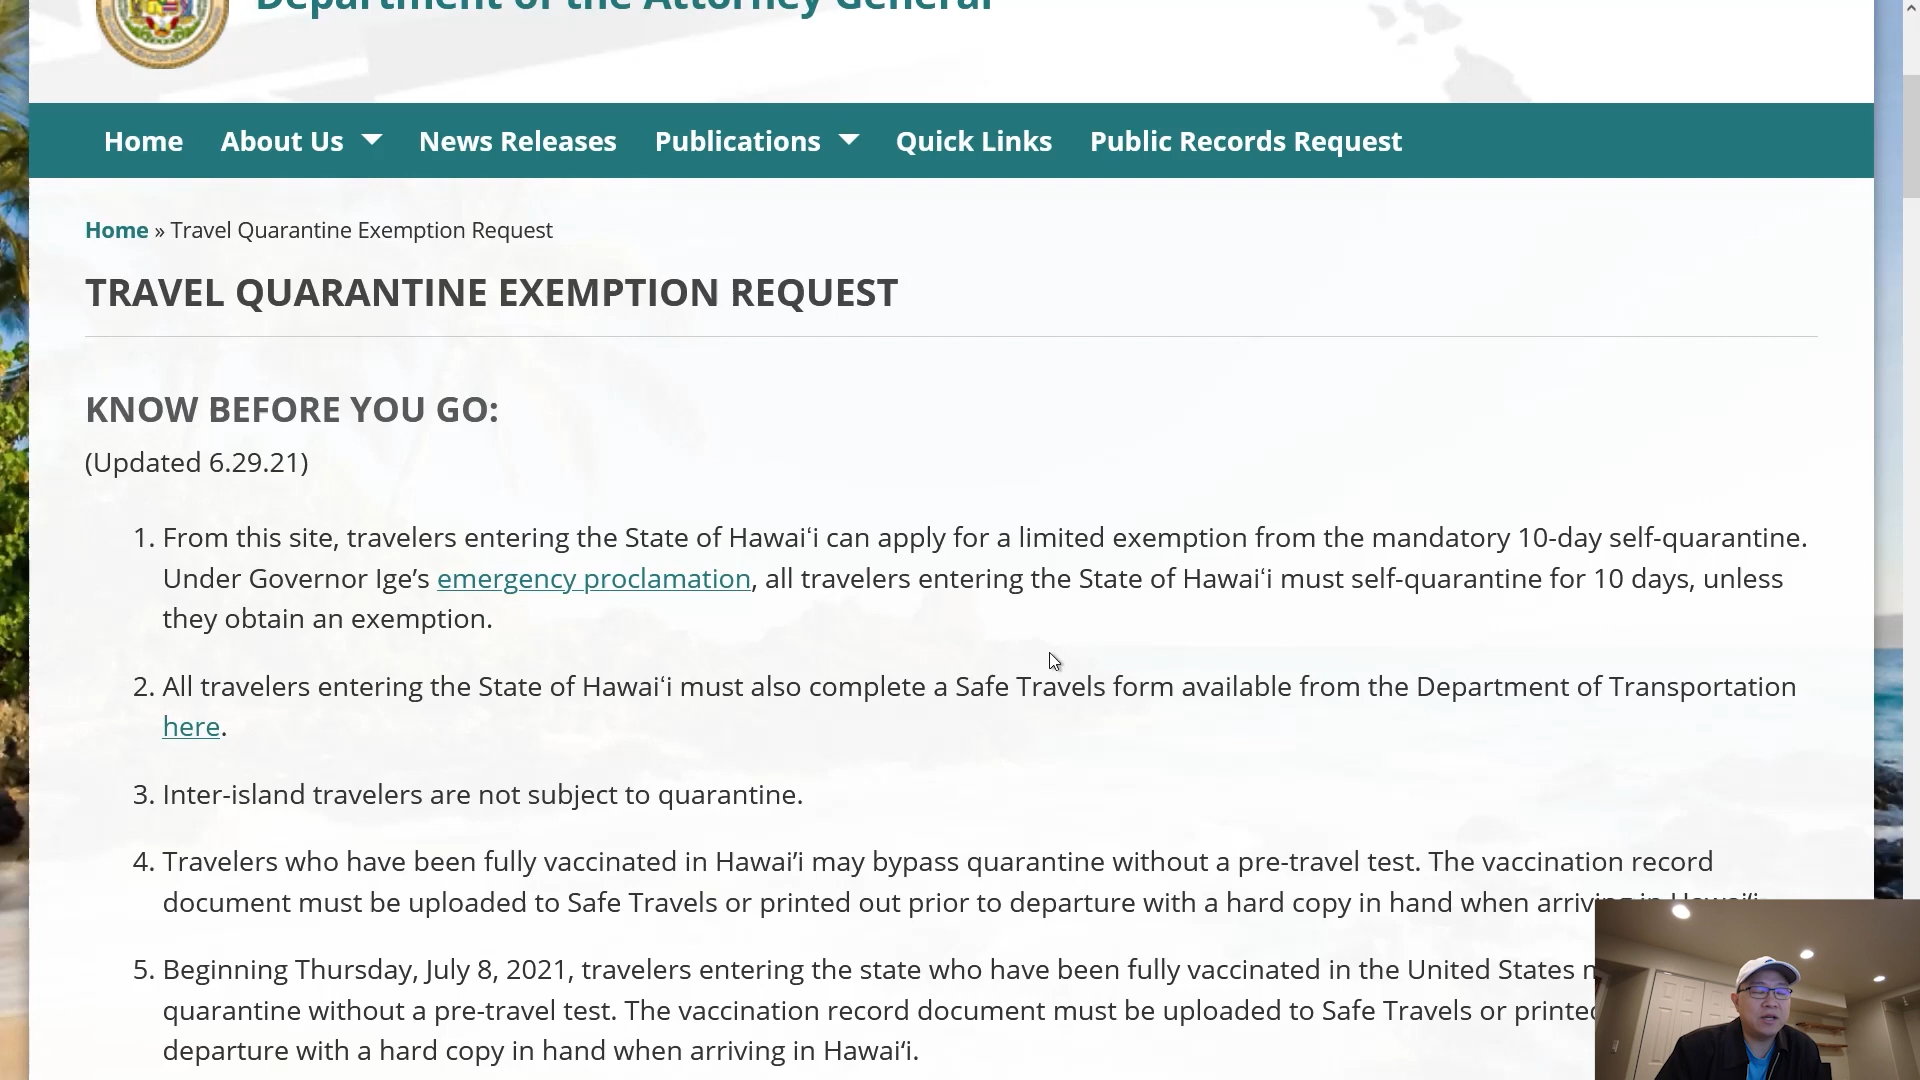 Department of the Attorney General
Home About Us News Releases Publications Quick Links Public Records Request
Home » Travel Quarantine Exemption Request
TRAVEL QUARANTINE EXEMPTION REQUEST
KNOW BEFORE YOU GO:
(Updated 6.29.21)
1. From this site, travelers entering the State of Hawaiʻi can apply for a limited exemption from the mandatory 10-day self-quarantine.
Under Governor Ige’s emergency proclamation, all travelers entering the State of Hawaiʻi must self-quarantine for 10 days, unless
they obtain an exemption.
2. All travelers entering the State of Hawaiʻi must also complete a Safe Travels form available from the Department of Transportation
here.
3. Inter-island travelers are not subject to quarantine.
4. Travelers who have been fully vaccinated in Hawai’i may bypass quarantine without a pre-travel test. The vaccination record
document must be uploaded to Safe Travels or printed out prior to departure with a hard copy in hand when arriving in Hawai‘i.
5. Beginning Thursday, July 8, 2021, travelers entering the state who have been fully vaccinated in the United States
quarantine without a pre-travel test. The vaccination record document must be uploaded to Safe Travels or printed
departure with a hard copy in hand when arriving in Hawai‘i.